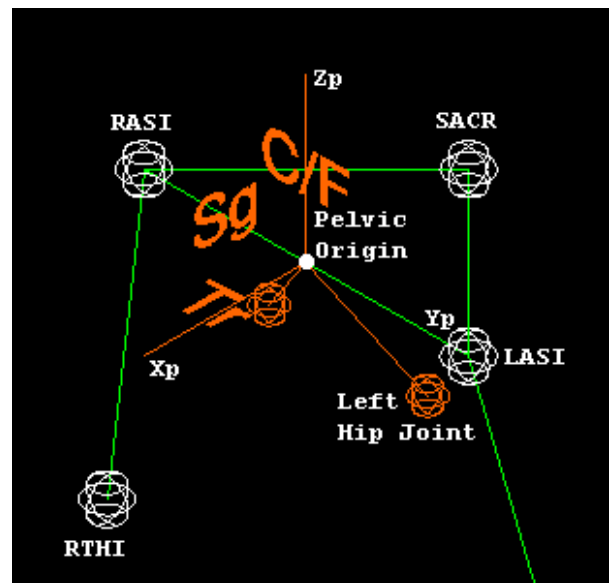 Zp
RASI
SACR
C/F
Sg
Pelvic
Origin
Yp
Tr
Xp
LASI
Left
Hip Joint
RTHI